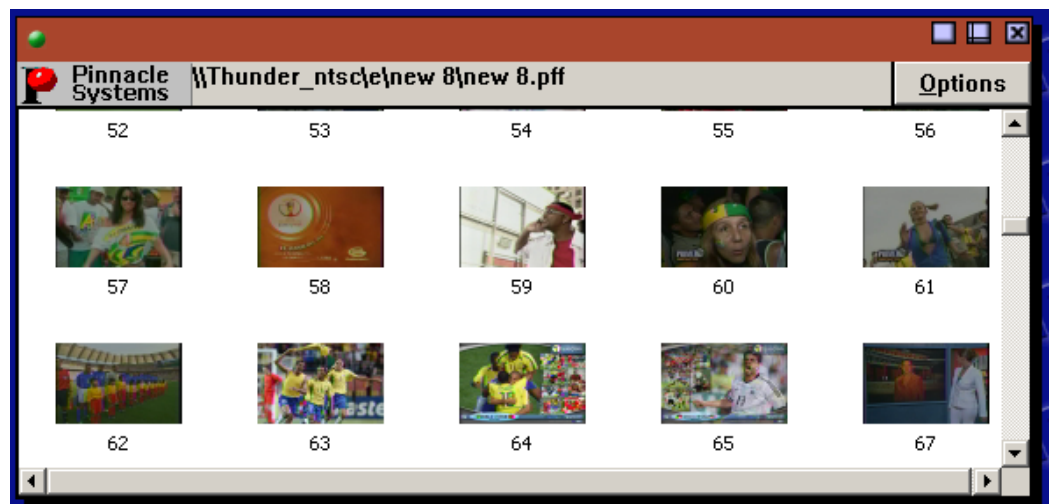 Pinnacle
Systems
\\Thunder_ntsc\e\new 8\new 8.pff
Options
52 53 54 55 56
57 58 59 60 61
62 63 64 65 67